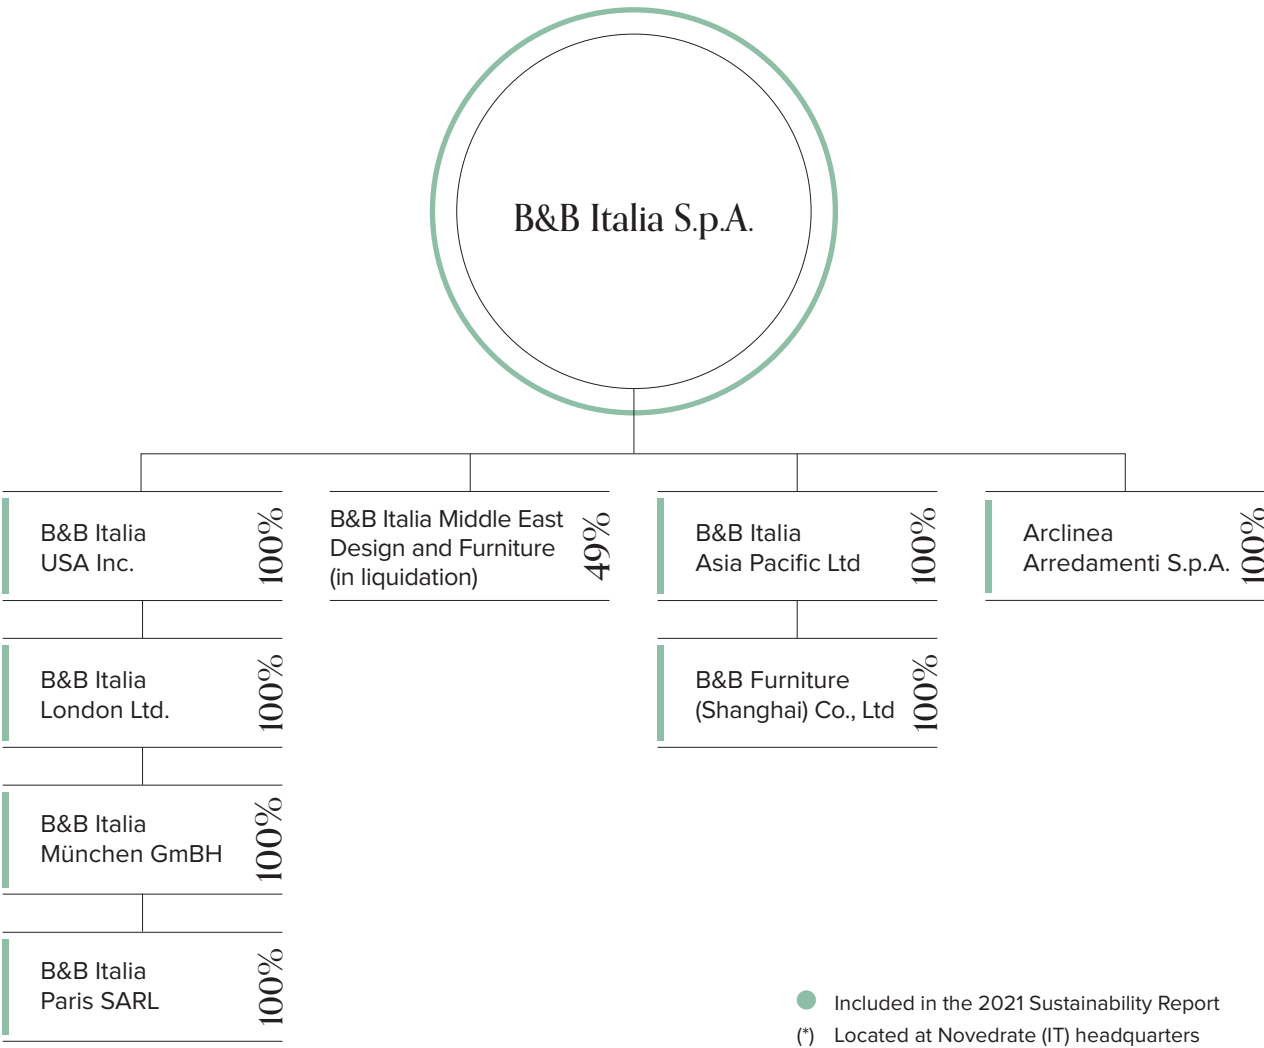 B&B Italia S.p.A.
B&B Italia
USA Inc.
100%
B&B Italia Middle East
Design and Furniture
(in liquidation)
49%
B&B Italia
Asia Pacific Ltd
100%
Arclinea
Arredamenti S.p.A.
100%
B&B Italia
London Ltd.
100%
B&B Furniture
(Shanghai) Co., Ltd
100%
B&B Italia
München GmBH
100%
B&B Italia
Paris SARL
100%
Included in the 2021 Sustainability Report
(*) Located at Novedrate (IT) headquarters